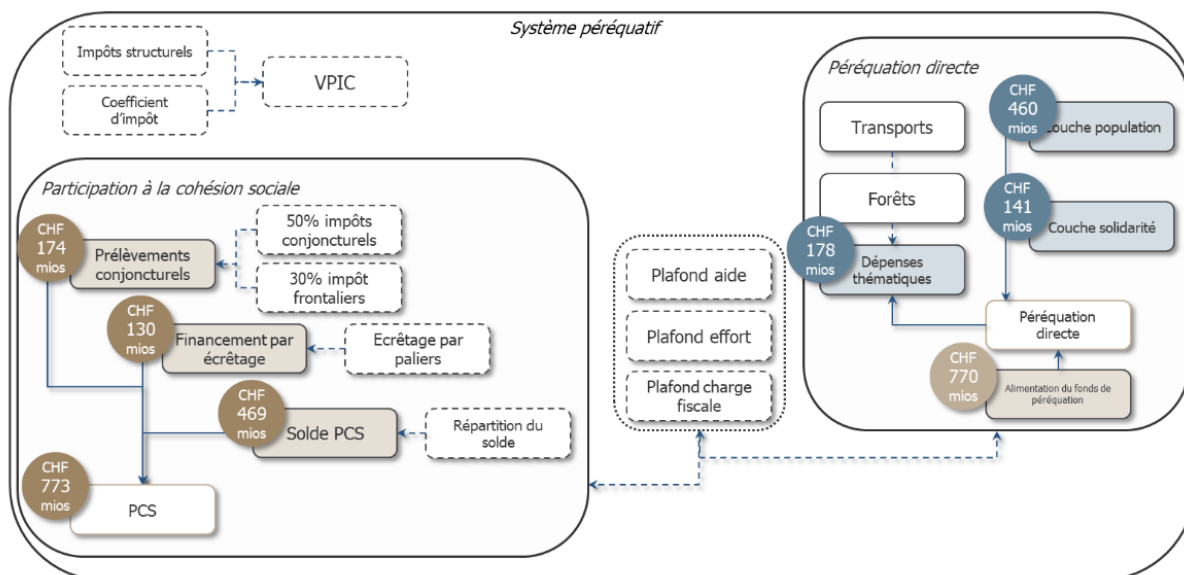 Système péréquatif
Impôts structurels
Coefficient
d'impôt
VPIC
Participation à la cohésion sociale
CHF
174
mios
Prélèvements
conjoncturels
50% impôts
conjoncturels
30% impôt
frontaliers
CHF
130
mios
Financement par
écrêtage
Ecrêtage par
paliers
CHF
469
mios
Solde PCS
Répartition du
solde
CHF
773
mios
PCS
Plafond aide
Plafond effort
Plafond charge
fiscale
Péréquation directe
Transports
Forêts
CHF
178
mios
Dépenses
thématiques
CHF
460
mios
Couche population
CHF
141
mios
Couche solidarité
Péréquation
directe
CHF
770
mios
Alimentation du fonds de
péréquation